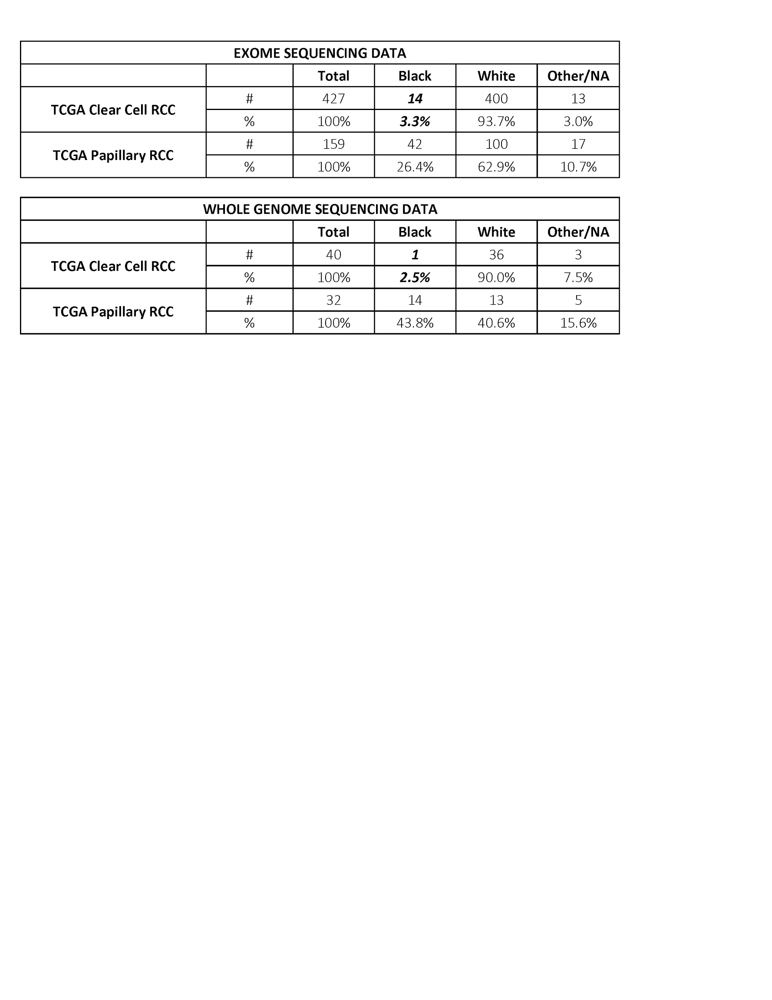 EXOME SEQUENCING DATA
Total Black White Other/NA
TCGA Clear Cell RCC
# 427 14 400 13
% 100% 3.3% 93.7% 3.0%
TCGA Papillary RCC
# 159 42 100 17
% 100% 26.4% 62.9% 10.7%
WHOLE GENOME SEQUENCING DATA
Total Black White Other/NA
TCGA Clear Cell RCC
# 40 1 36 3
% 100% 2.5% 90.0% 7.5%
TCGA Papillary RCC
# 32 14 13 5
% 100% 43.8% 40.6% 15.6%